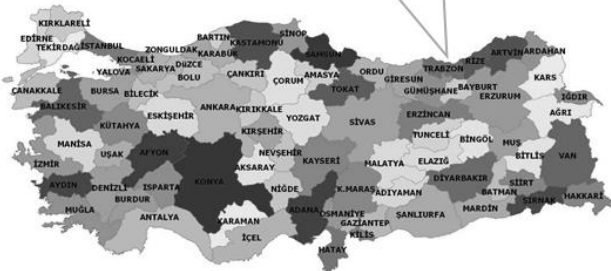 KIRKLARELİ
EDİRNE
TEKİRDAĞ
İSTANBUL
KOCAELİ
YALOVA
SAKARYA
ZONGULDAK
DÜZCE
BOLU
BARTIN
KARABÜK
KASTAMONU
SİNOP
SAMSUN
ÇANKIRI
ÇORUM
AMASYA
TOKAT
ORDU
GİRESUN
TRABZON
RİZE
ARTVİN
ARDAHAN
KARS
GÜMÜŞHANE
BAYBURT
ERZURUM
IĞDIR
AĞRI
ÇANAKKALE
BALIKESİR
BURSA
BİLECİK
KÜTAHYA
ESKİŞEHİR
ANKARA
KIRIKKALE
KIRŞEHİR
YOZGAT
SİVAS
ERZİNCAN
TUNCELİ
BİNGÖL
MUŞ
BİTLİS
VAN
MANİSA
İZMİR
UŞAK
AFYON
KONYA
AKSARAY
NEVŞEHİR
KAYSERİ
MALATYA
ELAZIĞ
DİYARBAKIR
BATMAN
SİİRT
ŞIRNAK
HAKKARİ
AYDIN
DENİZLİ
ISPARTA
BURDUR
MUĞLA
ANTALYA
KARAMAN
İÇEL
NİĞDE
ADANA
K.MARAŞ
ADIYAMAN
OSMANİYE
GAZİANTEP
KİLİS
HATAY
ŞANLIURFA
MARDİN